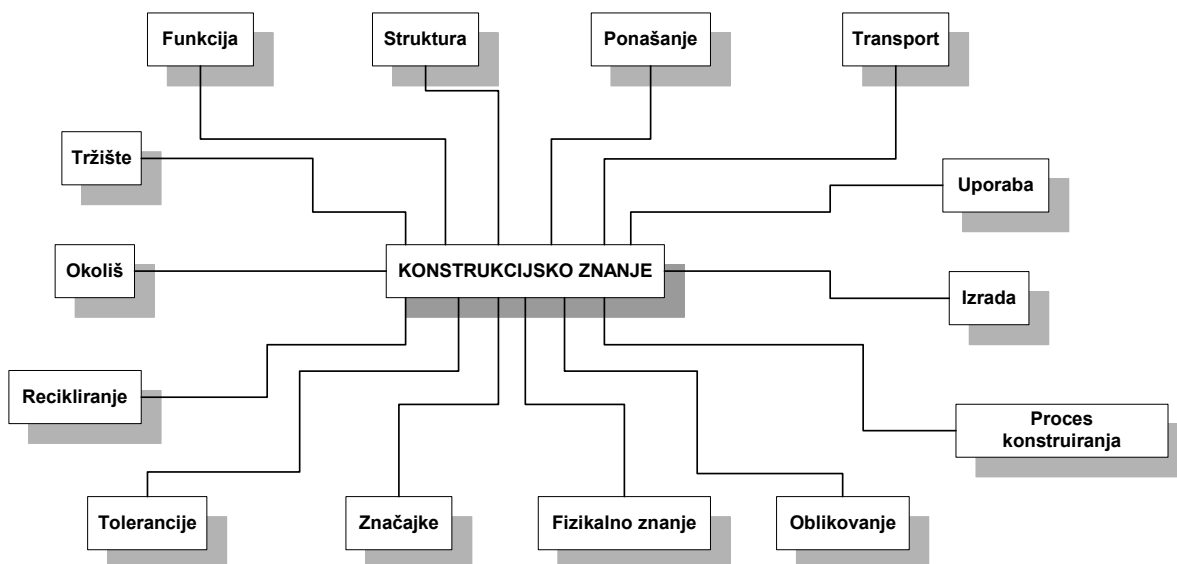 Funkcija
Struktura
Ponašanje
Transport
Tržište
Uporaba
Okoliš
KONSTRUKCIJSKO ZNANJE
Izrada
Recikliranje
Proces
konstruiranja
Tolerancije
Značajke
Fizikalno znanje
Oblikovanje